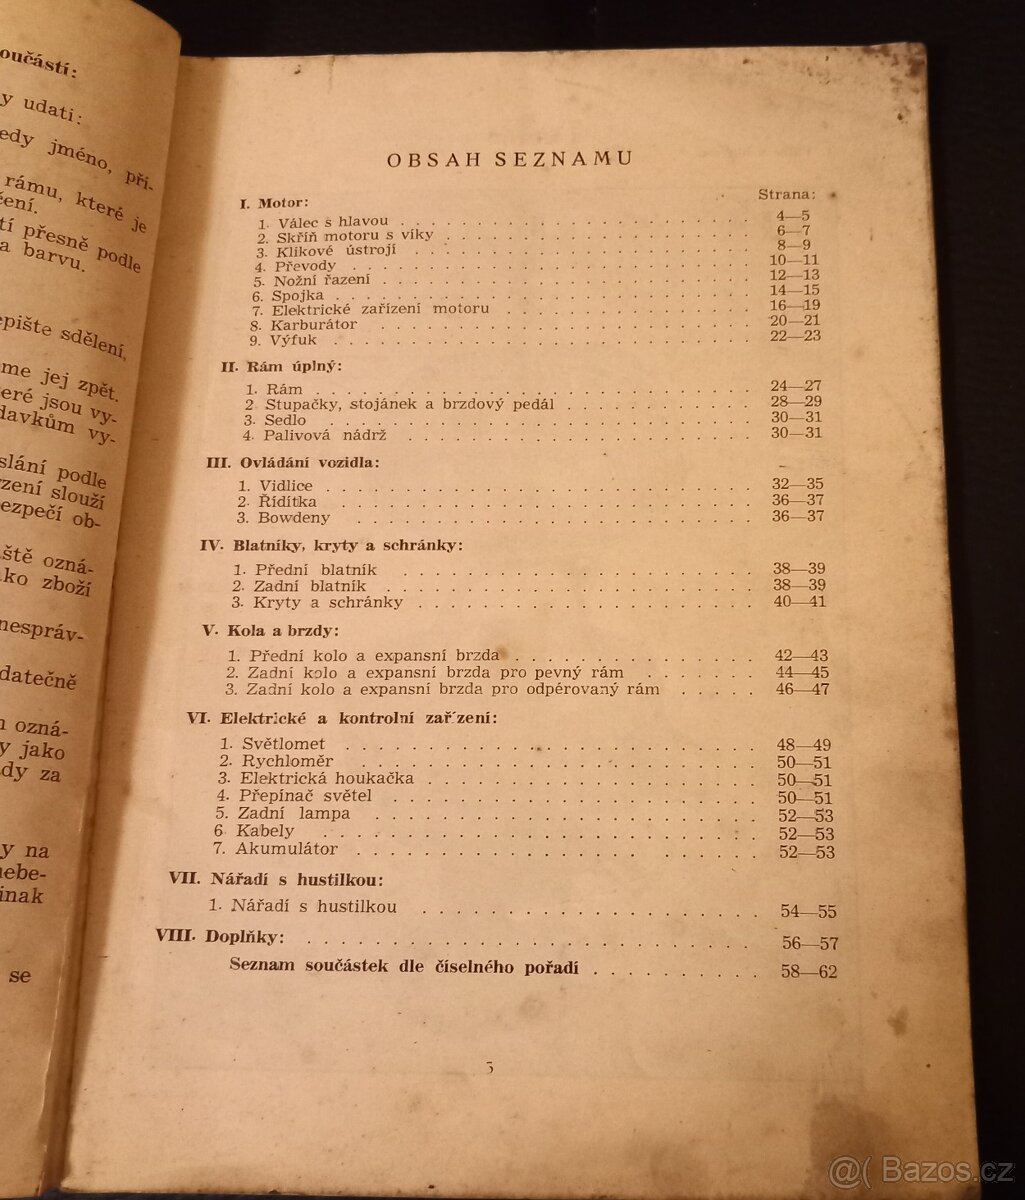 oučástí:
y udati:
edy jméno, při-
rámu, které je
čení.
tí přesně podle
a barvu.
epište sdělení,
me jej zpět.
eré jsou vy-
davkům vy-
slání podle
rzení slouží
ezpečí ob-
ště ozná-
ko zboží
nespráv-
datečně
ozná-
y jako
dy za
y na
nebe-
inak
se
OBSAH SEZNAMU
Strana:
I. Motor:
1. Válec s hlavou . . . . . . . . . . . . . . . . . . 4—5
2. Skříň motoru s víky . . . . . . . . . . . . . . . . 6—7
3. Klikové ústrojí . . . . . . . . . . . . . . . . . . 8—9
4. Převody . . . . . . . . . . . . . . . . . . . . . 10—11
5. Nožní řazení . . . . . . . . . . . . . . . . . . . 12—13
6. Spojka . . . . . . . . . . . . . . . . . . . . . . 14—15
7. Elektrické zařízení motoru . . . . . . . . . . . . . 16—19
8. Karburátor . . . . . . . . . . . . . . . . . . . . 20—21
9. Výfuk . . . . . . . . . . . . . . . . . . . . . . 22—23
II. Rám úplný:
1. Rám . . . . . . . . . . . . . . . . . . . . . . . 24—27
2 Stupačky, stojánek a brzdový pedál . . . . . . . . . . 28—29
3. Sedlo . . . . . . . . . . . . . . . . . . . . . . 30—31
4. Palivová nádrž . . . . . . . . . . . . . . . . . . 30—31
III. Ovládání vozidla:
1. Vidlice . . . . . . . . . . . . . . . . . . . . . . 32—35
2. Řídítka . . . . . . . . . . . . . . . . . . . . . 36—37
3. Bowdeny . . . . . . . . . . . . . . . . . . . . . 36—37
IV. Blatníky, kryty a schránky:
1. Přední blatník . . . . . . . . . . . . . . . . . . 38—39
2. Zadní blatník . . . . . . . . . . . . . . . . . . . 38—39
3. Kryty a schránky . . . . . . . . . . . . . . . . . 40—41
V. Kola a brzdy:
1. Přední kolo a expansní brzda . . . . . . . . . . . . 42—43
2. Zadní kolo a expansní brzda pro pevný rám . . . . . . . 44—45
3. Zadní kolo a expansní brzda pro odpérovaný rám . . . . . 46—47
VI. Elektrické a kontrolní zařízení:
1. Světlomet . . . . . . . . . . . . . . . . . . . . 48—49
2. Rychloměr . . . . . . . . . . . . . . . . . . . . 50—51
3. Elektrická houkačka . . . . . . . . . . . . . . . . 50—51
4. Přepínač světel . . . . . . . . . . . . . . . . . . 50—51
5. Zadní lampa . . . . . . . . . . . . . . . . . . . 52—53
6. Kabely . . . . . . . . . . . . . . . . . . . . . . 52—53
7. Akumulátor . . . . . . . . . . . . . . . . . . . . 52—53
VII. Nářadí s hustilkou:
1. Nářadí s hustilkou . . . . . . . . . . . . . . . . . 54—55
VIII. Doplňky: . . . . . . . . . . . . . . . . . . . . . . 56—57
Seznam součástek dle číselného pořadí . . . . . . . . . . 58—62
@( Bazos.cz